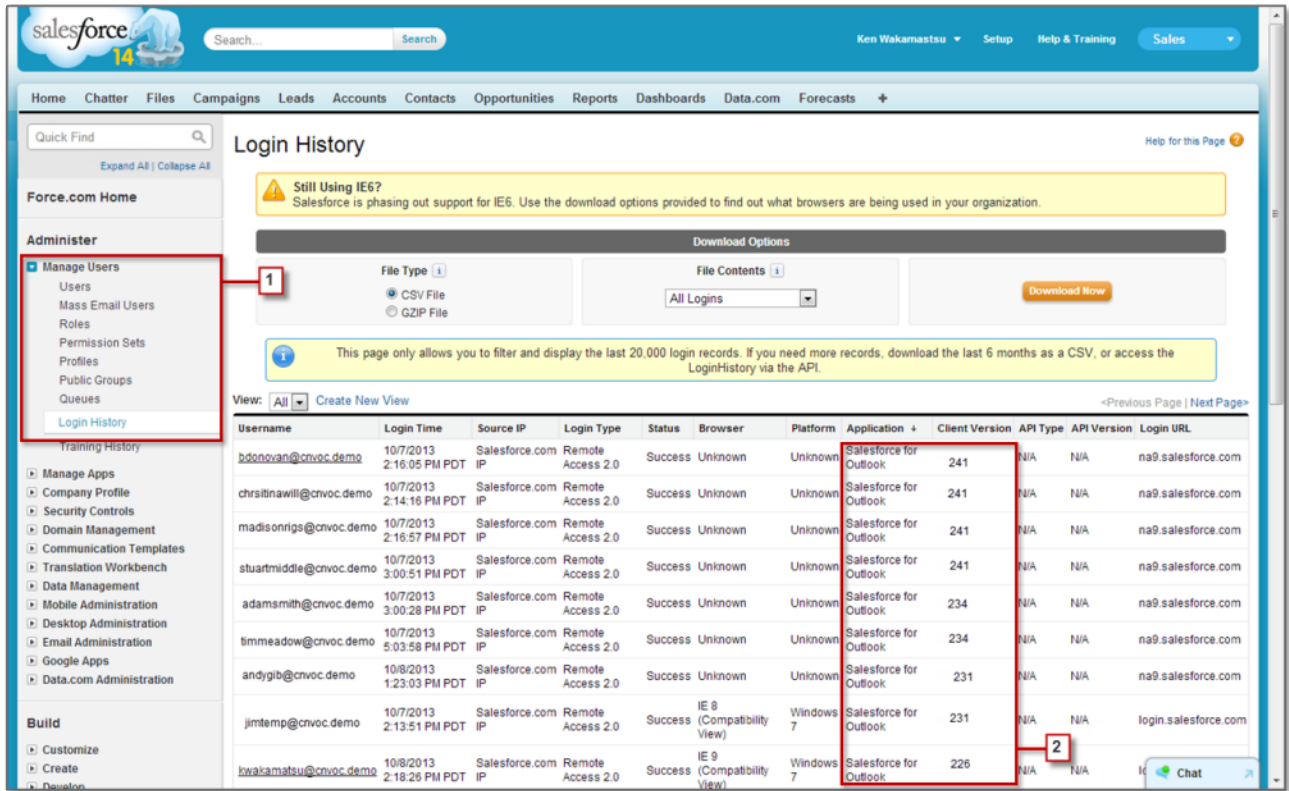 salesforce
14
Search...
Search
Ken Wakamastsu
Setup
Help & Training
Sales
Home Chatter Files Campaigns Leads Accounts Contacts Opportunities Reports Dashboards Data.com Forecasts +
Quick Find
Expand All | Collapse All
Force.com Home
Administer
Manage Users
Users
Mass Email Users
Roles
Permission Sets
Profiles
Public Groups
Queues
Login History
Training History
Manage Apps
Company Profile
Security Controls
Domain Management
Communication Templates
Translation Workbench
Data Management
Mobile Administration
Desktop Administration
Email Administration
Google Apps
Data.com Administration
Build
Customize
Create
Develop
1
Login History
Help for this Page
Still Using IE6?
Salesforce is phasing out support for IE6. Use the download options provided to find out what browsers are being used in your organization.
Download Options
File Type
CSV File
GZIP File
File Contents
All Logins
Download Now
This page only allows you to filter and display the last 20,000 login records. If you need more records, download the last 6 months as a CSV, or access the
LoginHistory via the API.
View: All Create New View
<Previous Page | Next Page>
Username Login Time Source IP Login Type Status Browser Platform Application Client Version API Type API Version Login URL
bdonovan@cnvoc.demo 10/7/2013 2:16:05 PM PDT Salesforce.com IP Remote Access 2.0 Success Unknown Unknown Salesforce for Outlook 241 N/A N/A na9.salesforce.com
chrsitinawill@cnvoc.demo 10/7/2013 2:14:16 PM PDT Salesforce.com IP Remote Access 2.0 Success Unknown Unknown Salesforce for Outlook 241 N/A N/A na9.salesforce.com
madisonrigs@cnvoc.demo 10/7/2013 2:16:57 PM PDT Salesforce.com IP Remote Access 2.0 Success Unknown Unknown Salesforce for Outlook 241 N/A N/A na9.salesforce.com
stuartmiddle@cnvoc.demo 10/7/2013 3:00:51 PM PDT Salesforce.com IP Remote Access 2.0 Success Unknown Unknown Salesforce for Outlook 241 N/A N/A na9.salesforce.com
adamsmith@cnvoc.demo 10/7/2013 3:00:28 PM PDT Salesforce.com IP Remote Access 2.0 Success Unknown Unknown Salesforce for Outlook 234 N/A N/A na9.salesforce.com
timmeadow@cnvoc.demo 10/7/2013 5:03:58 PM PDT Salesforce.com IP Remote Access 2.0 Success Unknown Unknown Salesforce for Outlook 234 N/A N/A na9.salesforce.com
andygib@cnvoc.demo 10/8/2013 1:23:03 PM PDT Salesforce.com IP Remote Access 2.0 Success Unknown Unknown Salesforce for Outlook 231 N/A N/A na9.salesforce.com
jimtemp@cnvoc.demo 10/7/2013 2:13:51 PM PDT Salesforce.com IP Remote Access 2.0 Success IE 8 (Compatibility View) Windows 7 Salesforce for Outlook 231 N/A N/A login.salesforce.com
kwakamatsu@cnvoc.demo 10/8/2013 2:18:26 PM PDT Salesforce.com IP Remote Access 2.0 Success IE 9 (Compatibility View) Windows 7 Salesforce for Outlook 226 N/A N/A
2
Chat